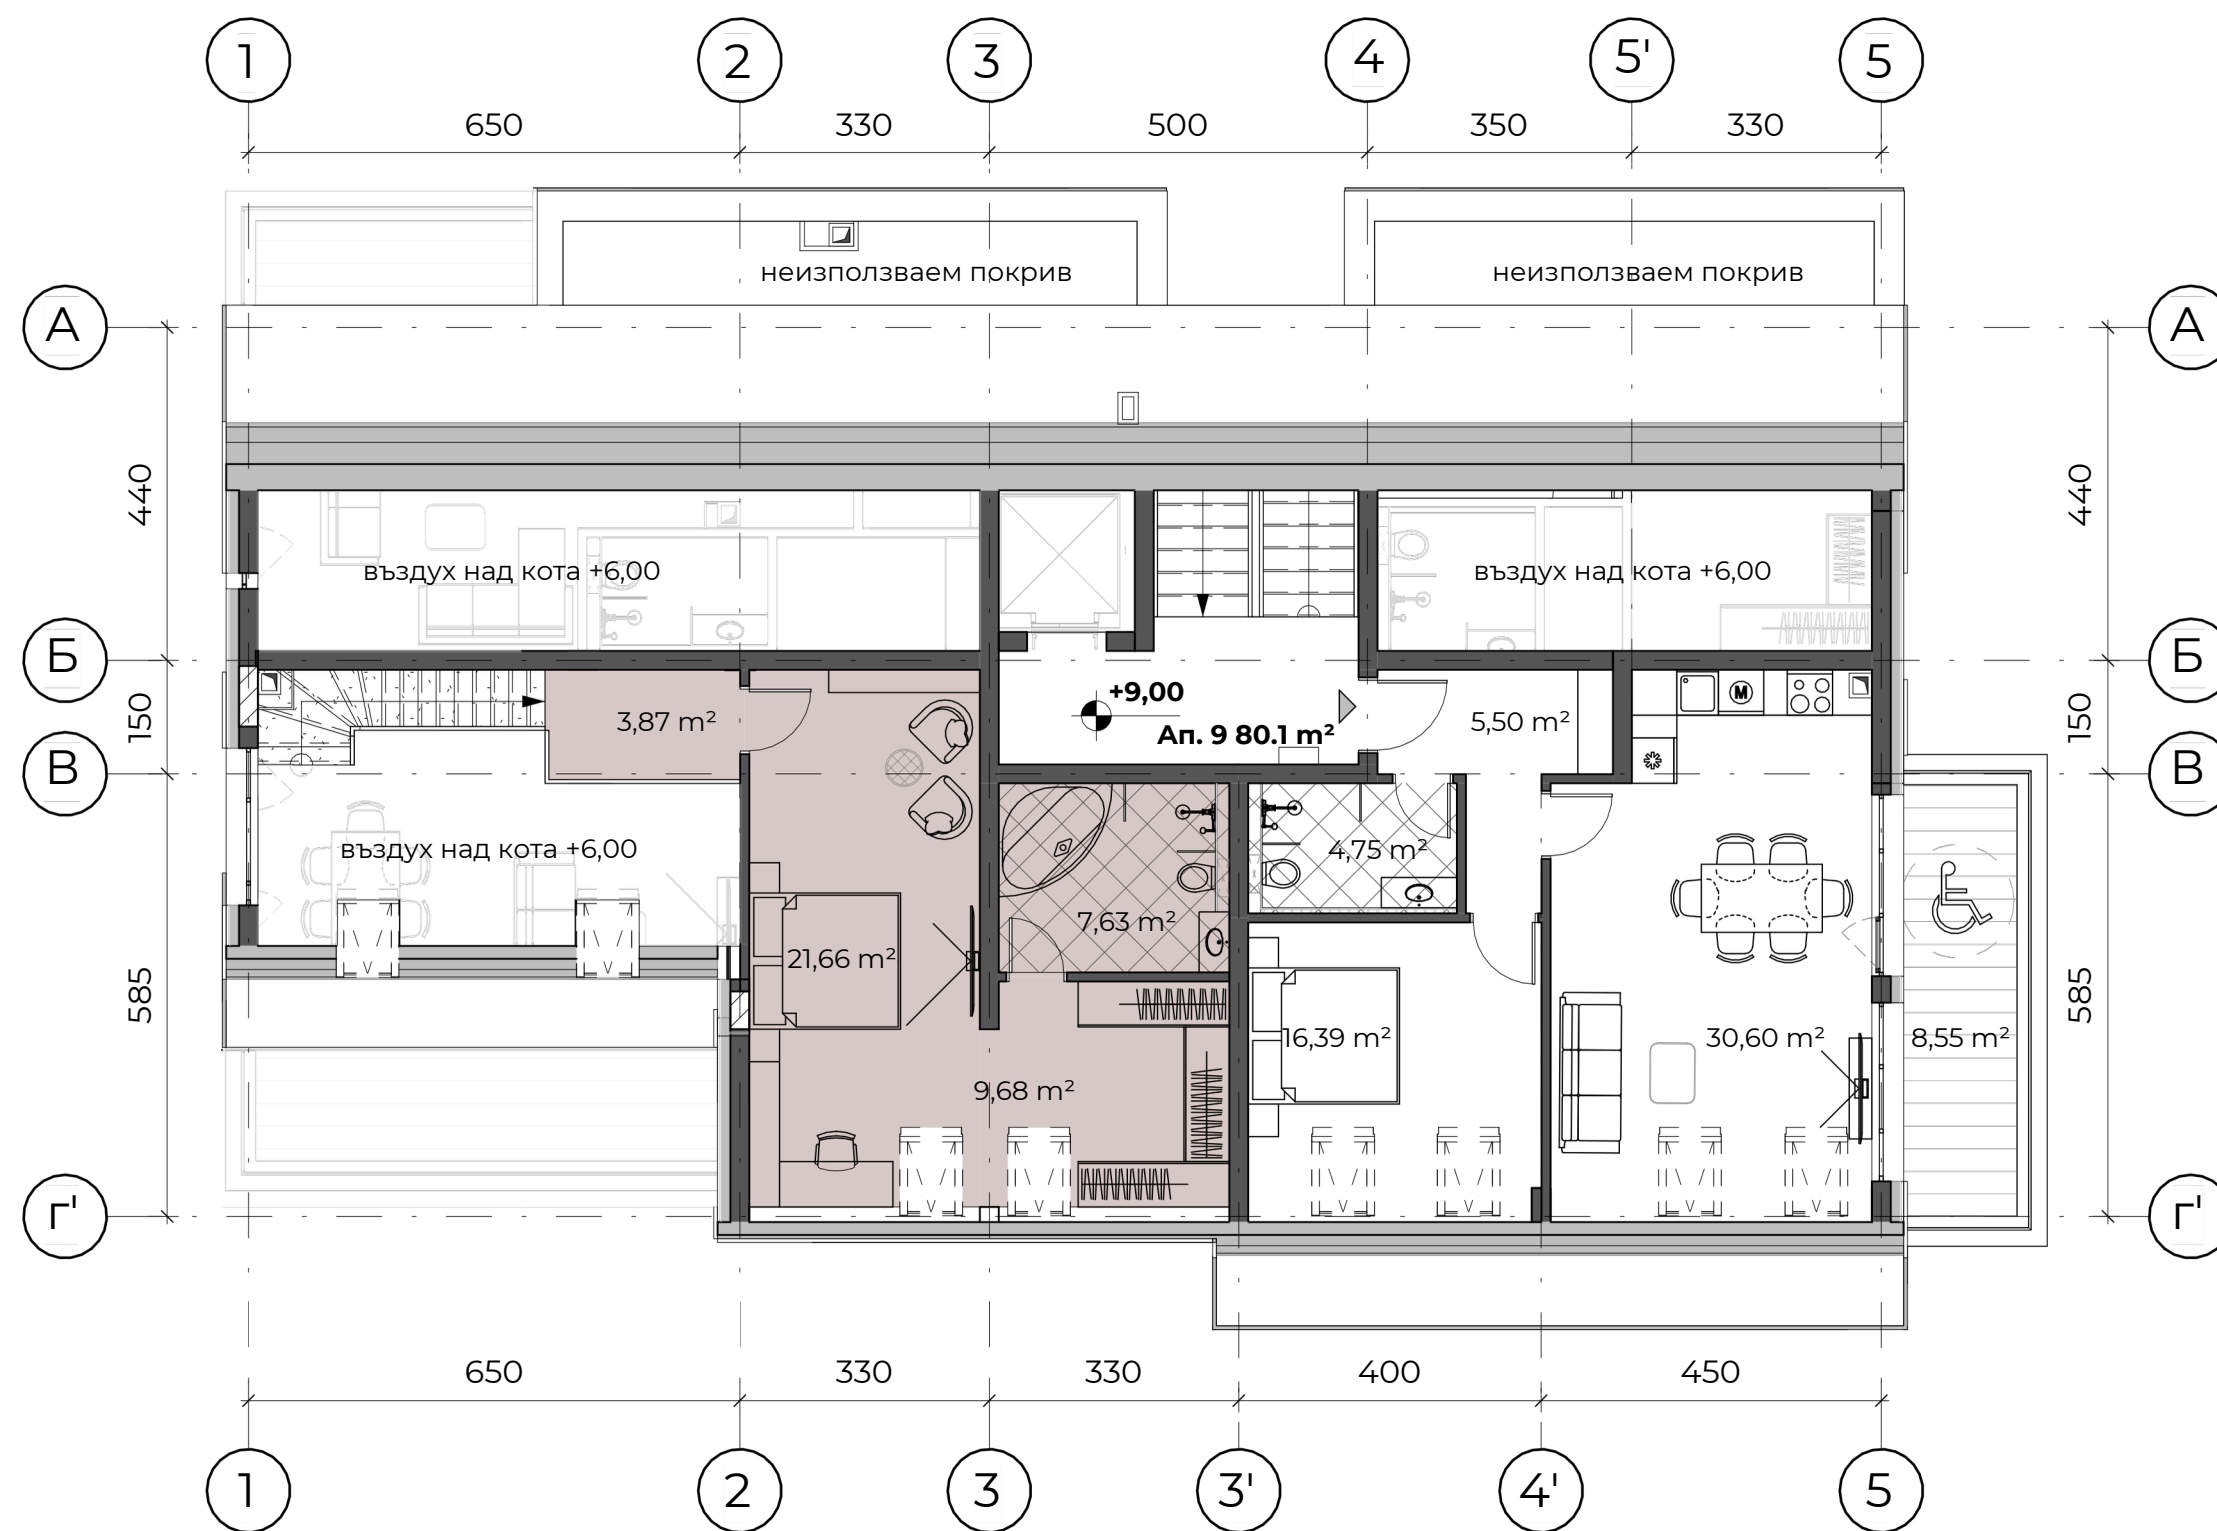 1 2 3 4 5' 5
650 330 500 350 330
неизползваем покрив неизползваем покрив
А А
440 440
въздух над кота +6,00 въздух над кота +6,00
Б Б
+9,00
150 3,87 m² Ап. 9 80.1 m² 5,50 m² 150
M
В В
въздух над кота +6,00 4,75 m²
7,63 m²
21,66 m²
585 585
16,39 m² 30,60 m² 8,55 m²
9,68 m²
Г' Г'
650 330 330 400 450
1 2 3 3' 4' 5